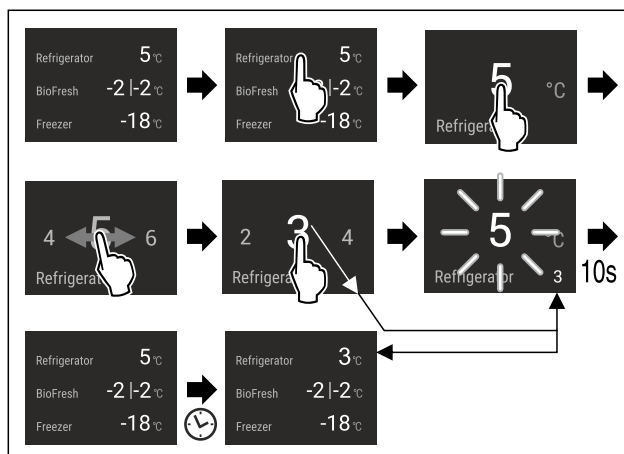 Refrigerator 5 °C
BioFresh -2 | -2 °C
Freezer -18 °C
Refrigerator 5 °C
BioFresh -2 °C
Freezer -18 °C
5 °C
Refrigera
4 5 6
Refrigerat
2 3 4
Refrigera
5 °C
Refrigerator 3
10s
Refrigerator 5 °C
BioFresh -2 | -2 °C
Freezer -18 °C
Refrigerator 3 °C
BioFresh -2 | -2 °C
Freezer -18 °C